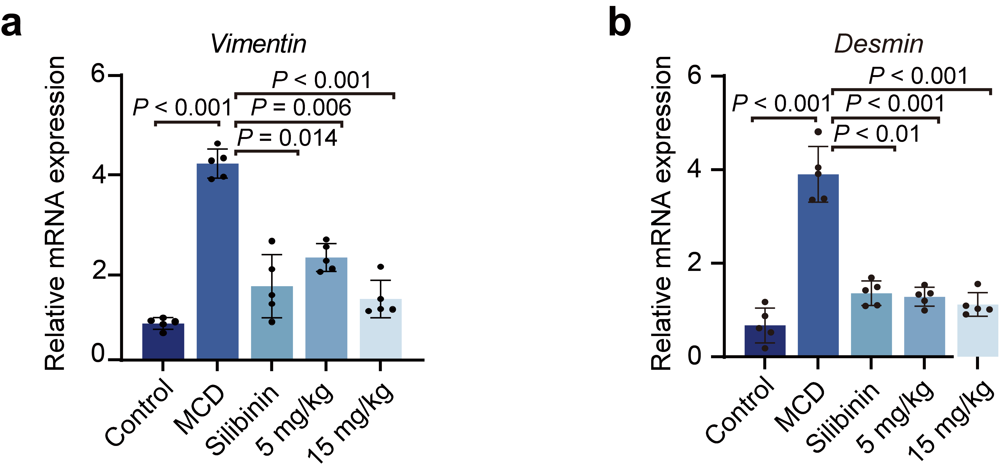 a
Vimentin
Relative mRNA expression
6
4
2
0
P < 0.001
P < 0.001
P = 0.006
P = 0.014
Control
MCD
Silibinin
5 mg/kg
15 mg/kg
b
Desmin
Relative mRNA expression
6
4
2
0
P < 0.001
P < 0.001
P < 0.001
P < 0.01
Control
MCD
Silibinin
5 mg/kg
15 mg/kg